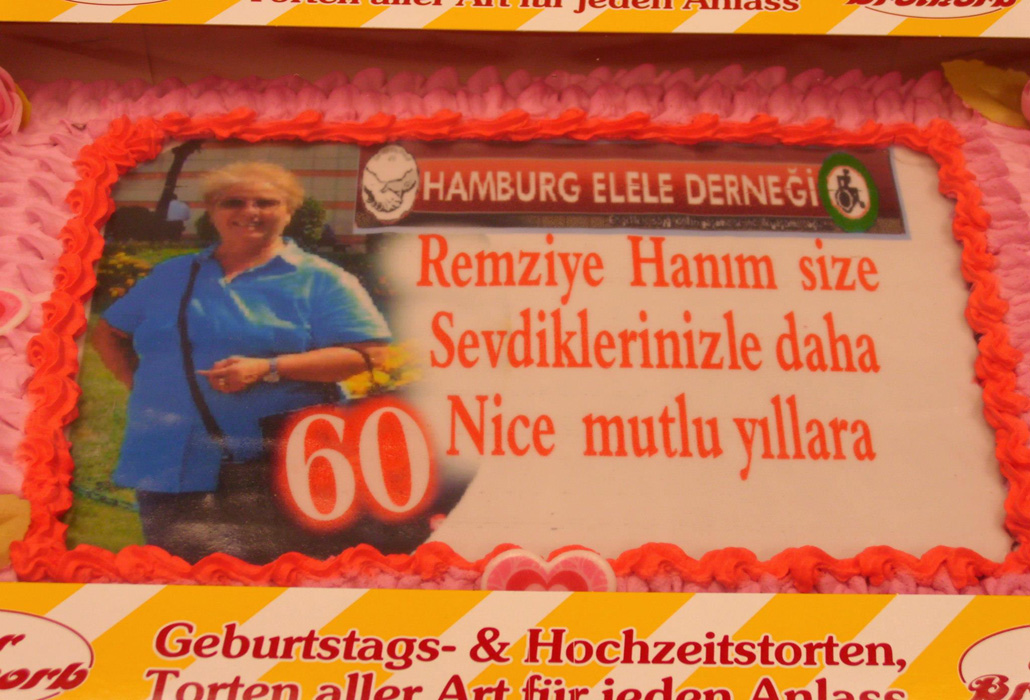 Torten aller Art für jeden Anlass
Brotkorb
HAMBURG ELELE DERNEĞİ
Remziye Hanım size
Sevdiklerinizle daha
Nice mutlu yıllara
60
Geburtstags- & Hochzeitstorten,
Torten aller Art für jeden Anlass